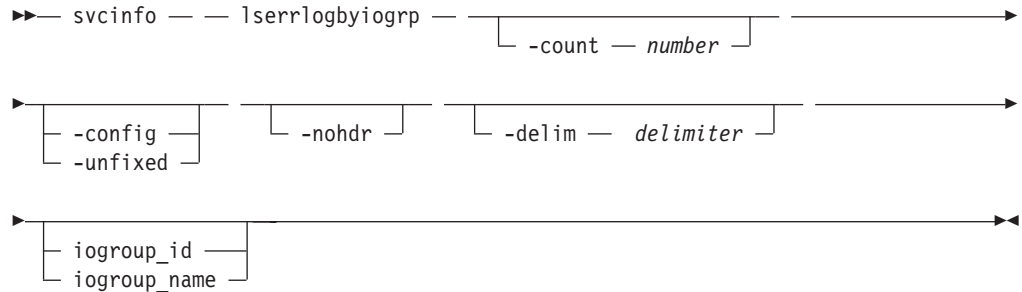 svcinfo lserrlogbyiogrp
-count number
-config -nohdr -delim delimiter
-unfixed
iogroup_id
iogroup_name